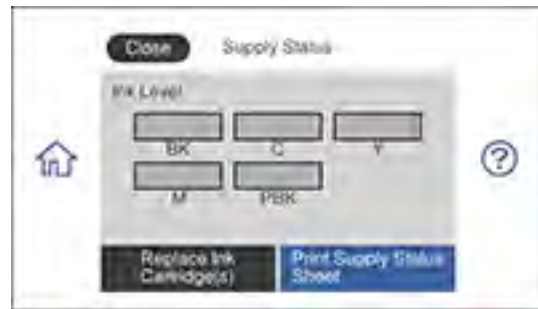 Close
Supply Status
Ink Level
BK
C
Y
M
PBK
Replace Ink
Cartridge(s)
Print Supply Status
Sheet
?